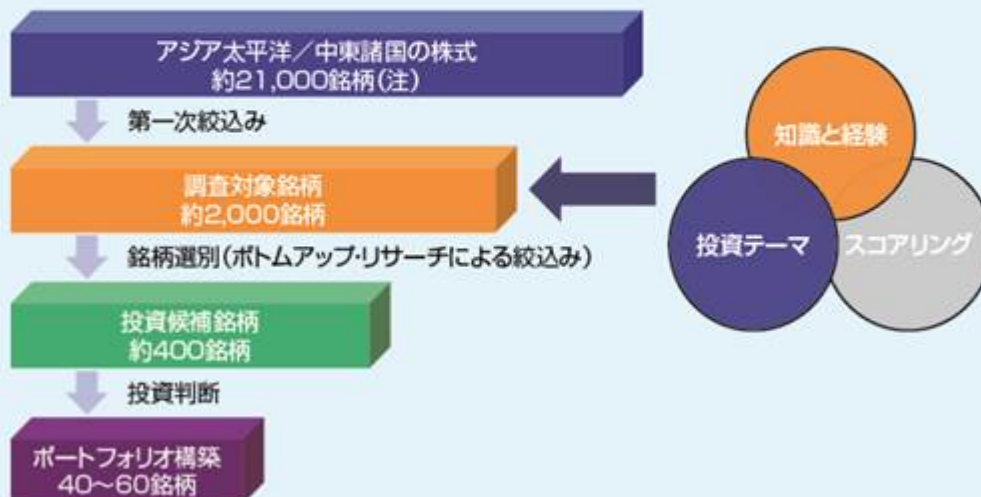 アジア太平洋／中東諸国の株式
約21,000銘柄(注)
第一次絞込み
調査対象銘柄
約2,000銘柄
銘柄選別(ボトムアップ・リサーチによる絞込み)
投資候補銘柄
約400銘柄
投資判断
ポートフォリオ構築
40～60銘柄
知識と経験
投資テーマ
スコアリング